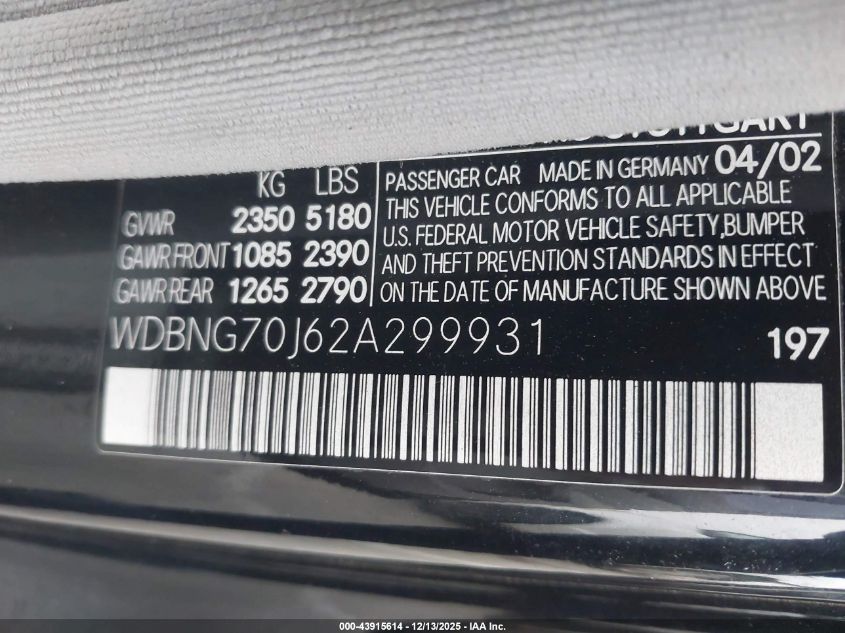 KG LBS
GVWR 2350 5180
GAWR FRONT 1085 2390
GAWR REAR 1265 2790
PASSENGER CAR MADE IN GERMANY 04/02
THIS VEHICLE CONFORMS TO ALL APPLICABLE
U.S. FEDERAL MOTOR VEHICLE SAFETY,BUMPER
AND THEFT PREVENTION STANDARDS IN EFFECT
ON THE DATE OF MANUFACTURE SHOWN ABOVE
WDBNG70J62A299931
197
000-43915614 - 12/13/2025 - IAA Inc.